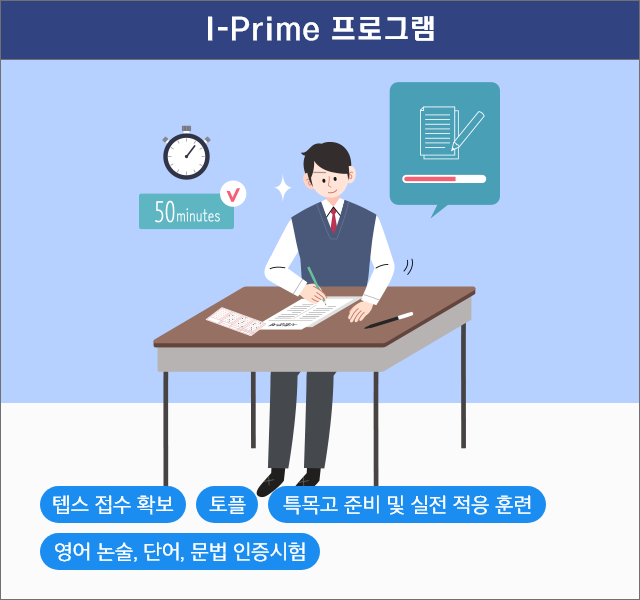 I-Prime 프로그램
50minutes
텝스 접수 확보
토플
특목고 준비 및 실전 적응 훈련
영어 논술, 단어, 문법 인증시험